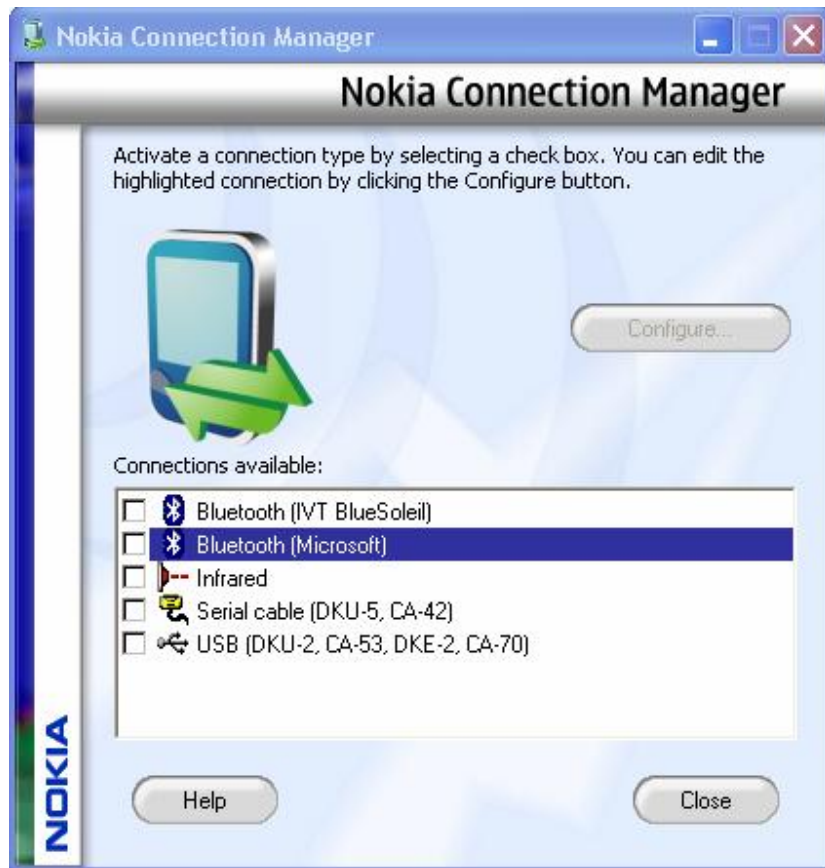 Nokia Connection Manager
Nokia Connection Manager
Activate a connection type by selecting a check box. You can edit the
highlighted connection by clicking the Configure button.
Configure...
Connections available:
Bluetooth (IVT BlueSoleil)
Bluetooth (Microsoft)
Infrared
Serial cable (DKU-5, CA-42)
USB (DKU-2, CA-53, DKE-2, CA-70)
NOKIA
Help
Close